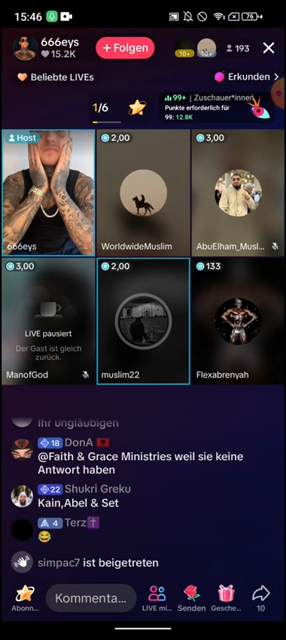 15:46
76
666eys
15.2K
+ Folgen
10+
10+
193
Beliebte LIVEs
Erkunden >
1/6
99+ | Zuschauer*innen
Punkte erforderlich für
99: 12.8K
Host
2,00
3,00
666eys
WorldwideMuslim
AbuElham_Musl...
3,00
2,00
133
LIVE pausiert
Der Gast ist gleich
zurück.
ManofGod
muslim22
Flexabrenyah
Ihr ungläubigen
18 DonA
@Faith & Grace Ministries weil sie keine
Antwort haben
22 Shukri Greku
Kain,Abel & Set
4 Terz
simpac7 ist beigetreten
Kommenta...
Abonn...
LIVE mi...
Senden
Gesche...
10